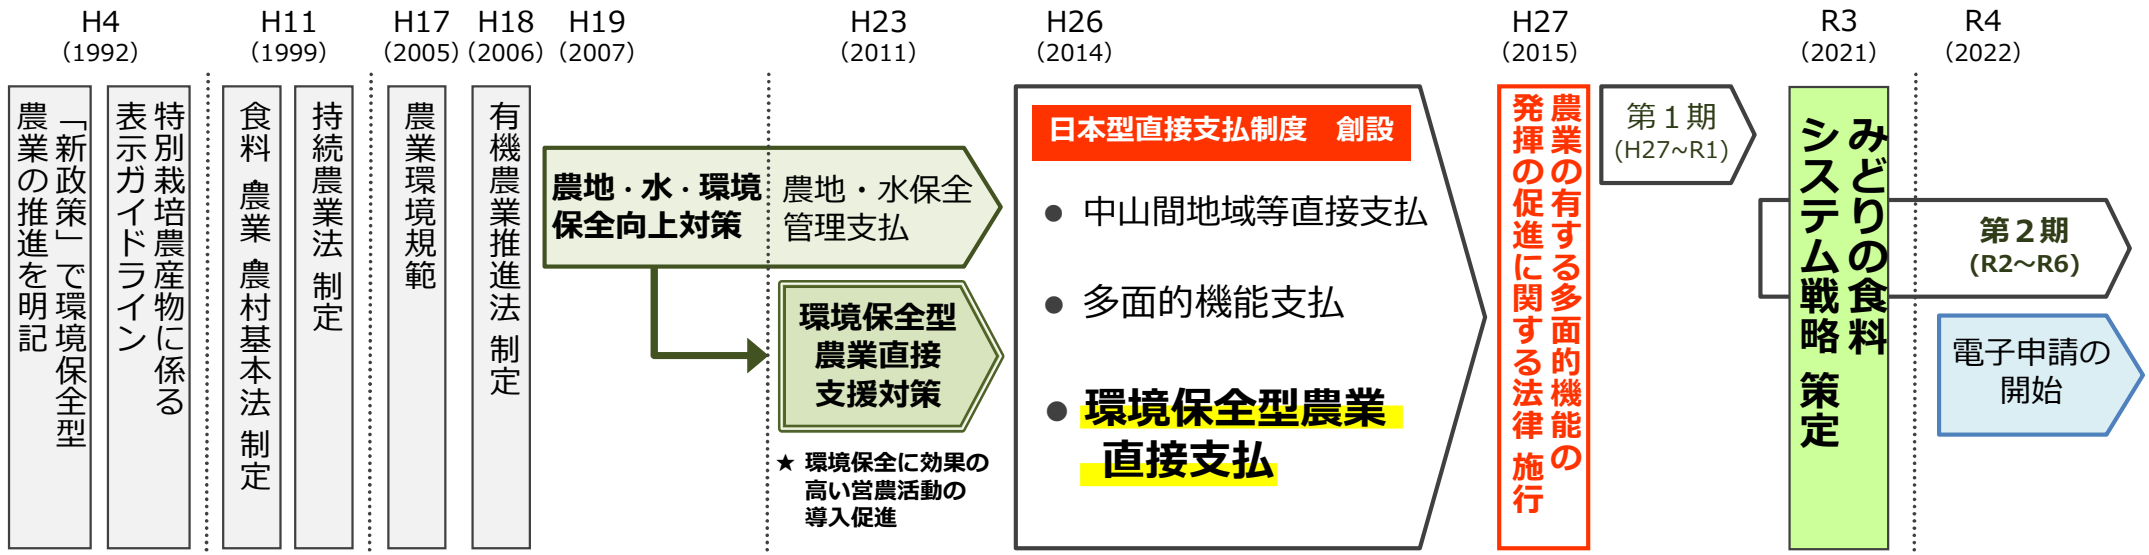 H4
(1992)
H11
(1999)
H17
(2005)
H18
(2006)
H19
(2007)
H23
(2011)
H26
(2014)
H27
(2015)
R3
(2021)
R4
(2022)
「新政策」で環境保全型
農業の推進を明記
特別栽培農産物に係る
表示ガイドライン
食料・農業・農村基本法 制定
持続農業法 制定
農業環境規範
有機農業推進法 制定
農地・水・環境
保全向上対策
農地・水保全
管理支払
環境保全型
農業直接
支援対策
★ 環境保全に効果の
高い営農活動の
導入促進
日本型直接支払制度 創設
● 中山間地域等直接支払
● 多面的機能支払
● 環境保全型農業
直接支払
農業の有する多面的機能の
発揮の促進に関する法律 施行
第1期
(H27~R1)
みどりの食料
システム戦略 策定
第2期
(R2～R6)
電子申請の
開始